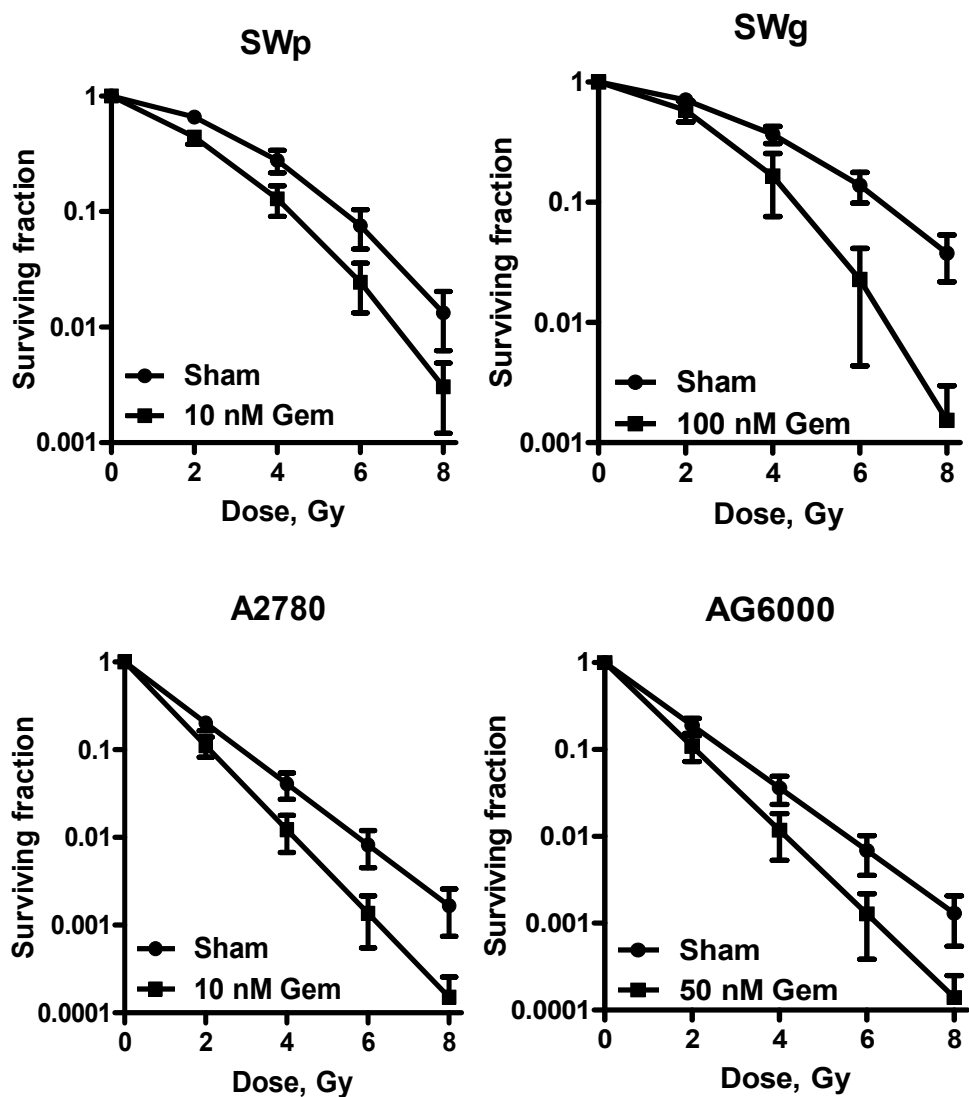 SWp
1
0.1
0.01
0.001
Surviving fraction
Sham
10 nM Gem
0 2 4 6 8
Dose, Gy
SWg
1
0.1
0.01
0.001
Surviving fraction
Sham
100 nM Gem
0 2 4 6 8
Dose, Gy
A2780
1
0.1
0.01
0.001
0.0001
Surviving fraction
Sham
10 nM Gem
0 2 4 6 8
Dose, Gy
AG6000
1
0.1
0.01
0.001
0.0001
Surviving fraction
Sham
50 nM Gem
0 2 4 6 8
Dose, Gy